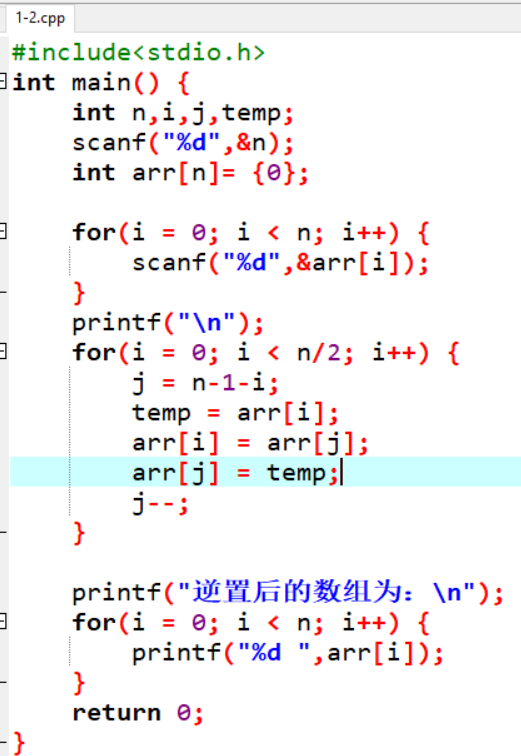 1-2.cpp
#include<stdio.h>
int main() {
    int n,i,j,temp;
    scanf("%d",&n);
    int arr[n]= {0};

    for(i = 0; i < n; i++) {
        scanf("%d",&arr[i]);
    }
    printf("\n");
    for(i = 0; i < n/2; i++) {
        j = n-1-i;
        temp = arr[i];
        arr[i] = arr[j];
        arr[j] = temp;
        j--;
    }

    printf("逆置后的数组为：\n");
    for(i = 0; i < n; i++) {
        printf("%d ",arr[i]);
    }
    return 0;
}